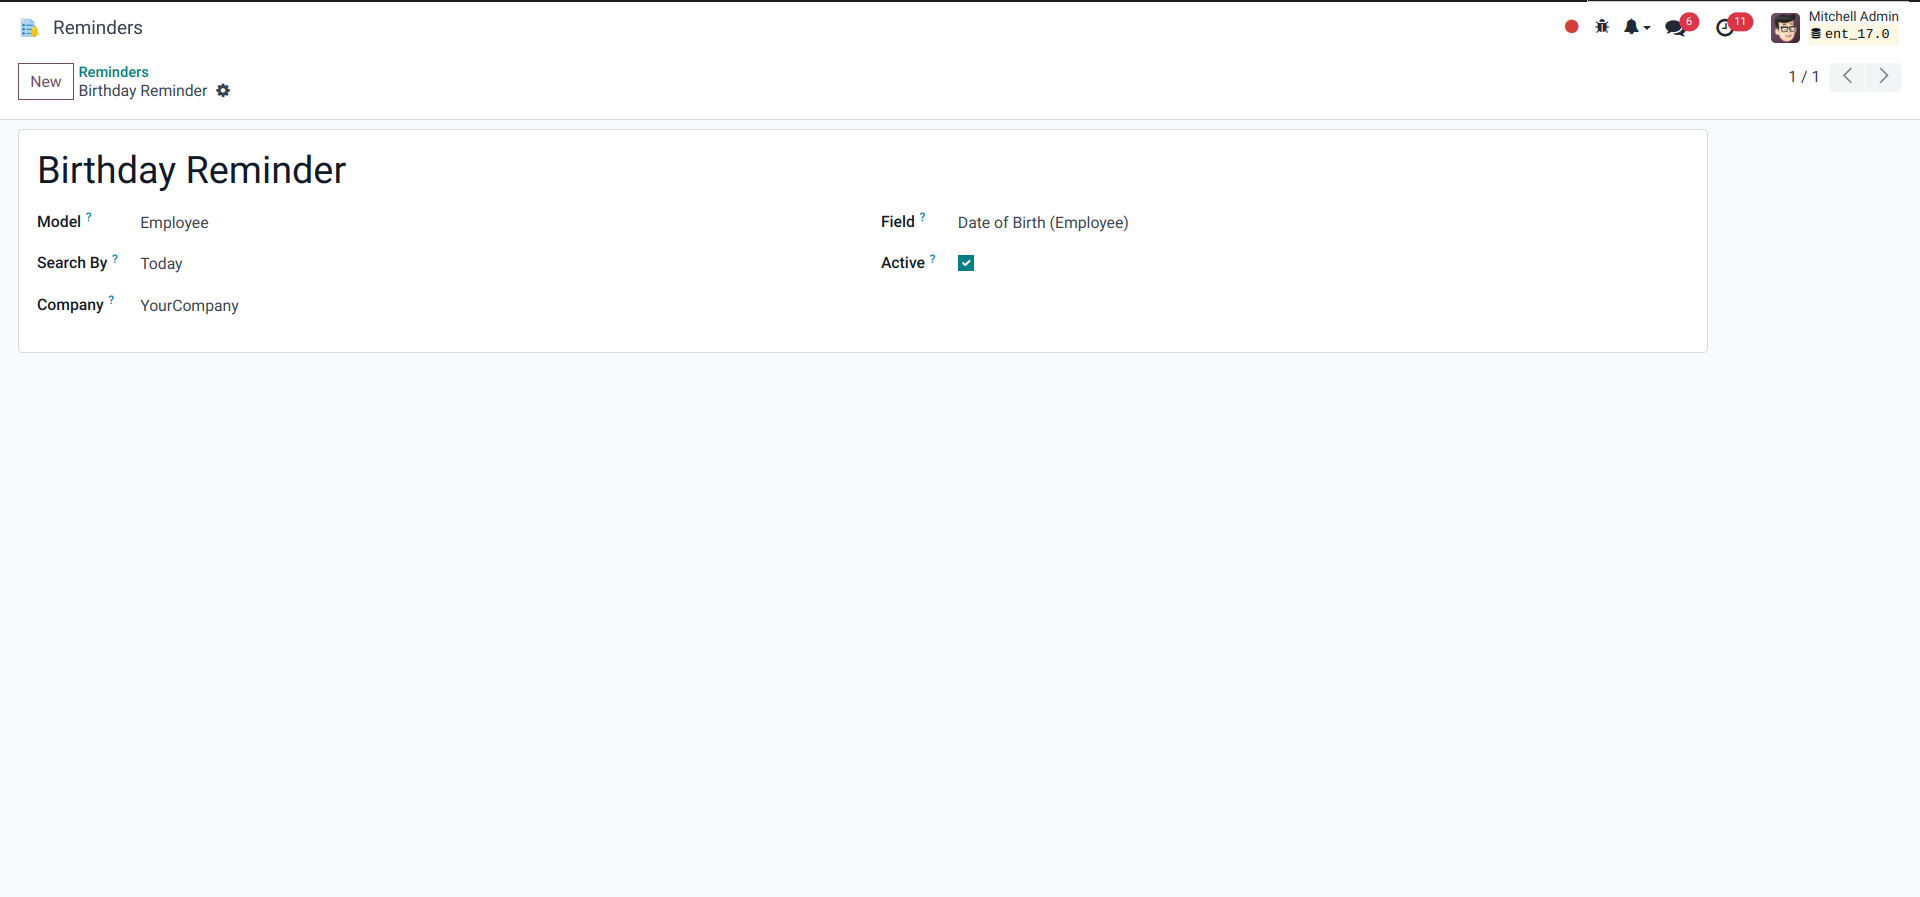 Reminders
6
11
Mitchell Admin
ent_17.0
New
Reminders
Birthday Reminder
1 / 1
Birthday Reminder
Model ? Employee
Field ? Date of Birth (Employee)
Search By ? Today
Active ?
Company ? YourCompany